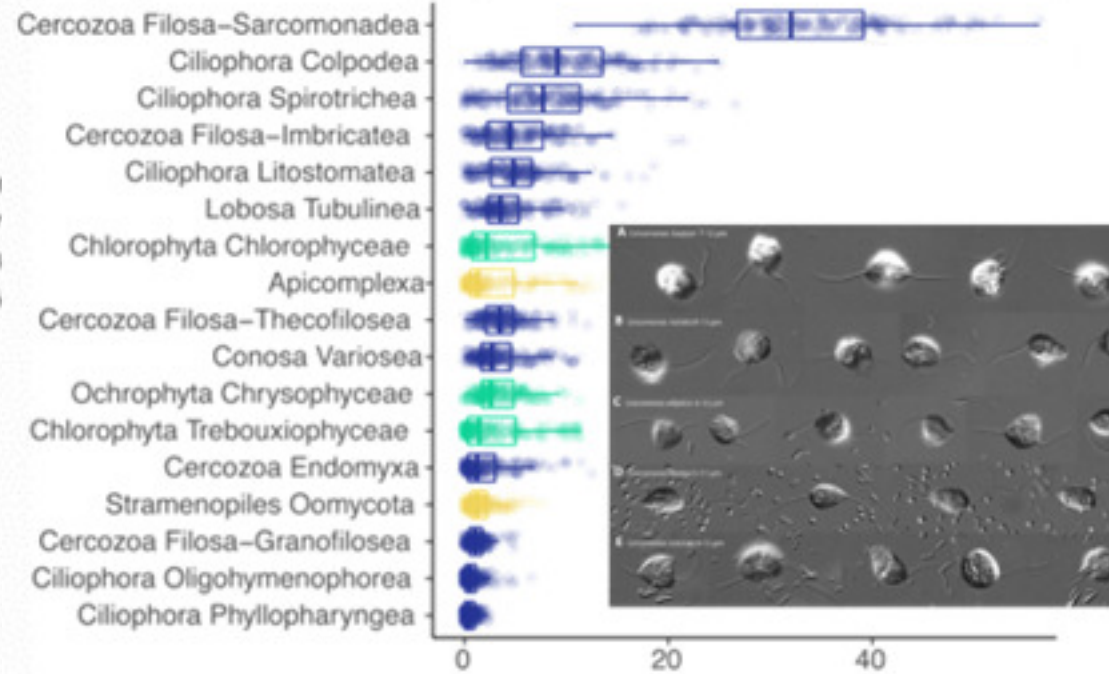 Cercozoa Filosa–Sarcomonadea
Ciliophora Colpodea
Ciliophora Spirotrichea
Cercozoa Filosa–Imbricatea
Ciliophora Litostomatea
Lobosa Tubulinea
Chlorophyta Chlorophyceae
Apicomplexa
Cercozoa Filosa–Thecofilosea
Conosa Variosea
Ochrophyta Chrysophyceae
Chlorophyta Trebouxiophyceae
Cercozoa Endomyxa
Stramenopiles Oomycota
Cercozoa Filosa–Granofilosea
Ciliophora Oligohymenophorea
Ciliophora Phyllopharyngea
0 20 40
A
B
C
D
E